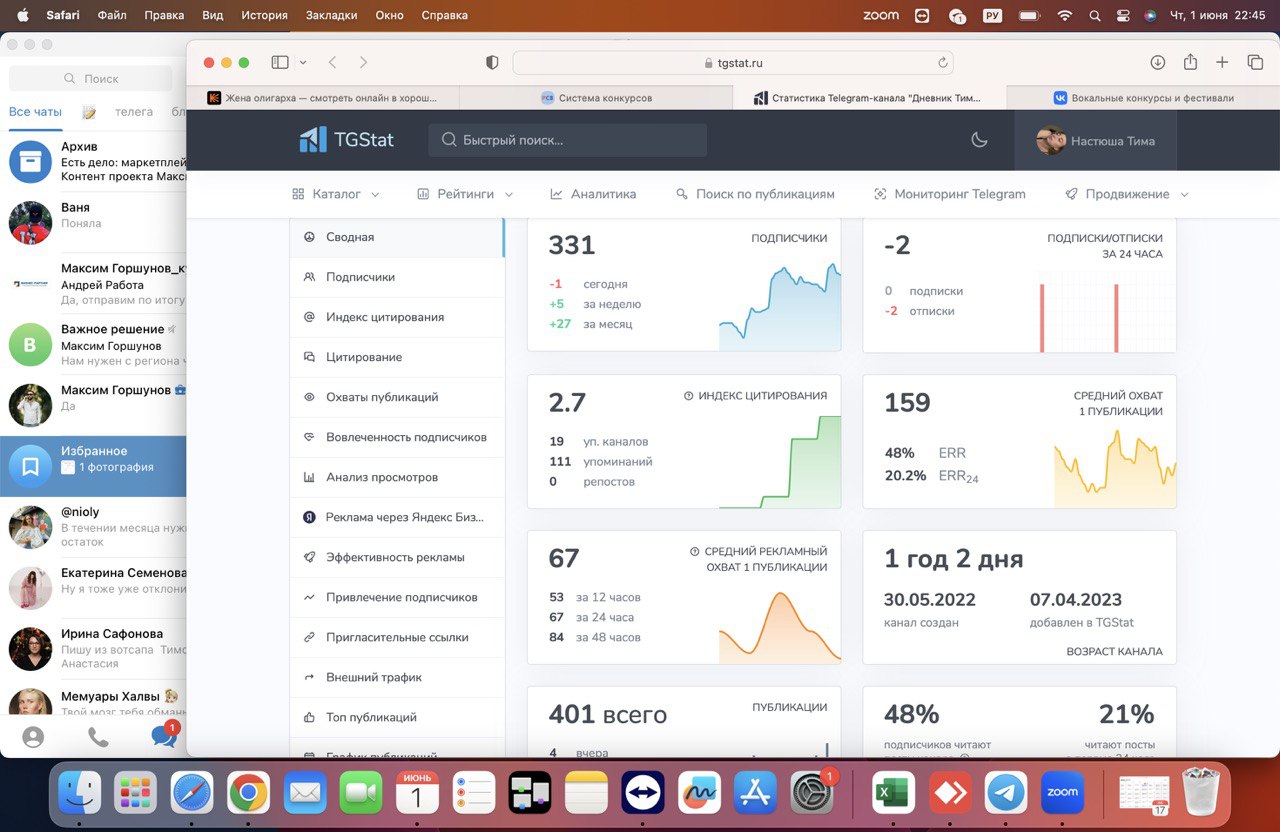 Safari Файл Правка Вид История Закладки Окно Справка
zoom 1 РУ Чт, 1 июня 22:45
Поиск
Все чаты телега
Архив
Есть дело: маркетплей
Контент проекта Макс
Ваня
Поняла
Максим Горшунов_к
Андрей Работа
Да, отправим по итогу
В
Важное решение
Максим Горшунов
Нам нужен с региона ч
Максим Горшунов
Да
Избранное
1 фотография
@nioly
В течении месяца нуж
остаток
Екатерина Семенова
Ну я тоже уже отклони
Ирина Сафонова
Пишу из вотсапа Тимо
Анастасия
Мемуары Халвы
Твой мозг тебя обман
1
tgstat.ru
Жена олигарха — смотреть онлайн в хорош...
Система конкурсов
Статистика Telegram-канала "Дневник Тим...
Вокальные конкурсы и фестивали
TGStat
Быстрый поиск...
Настюша Тима
Каталог
Рейтинги
Аналитика
Поиск по публикациям
Мониторинг Telegram
Продвижение
Сводная
Подписчики
Индекс цитирования
Цитирование
Охваты публикаций
Вовлеченность подписчиков
Анализ просмотров
Реклама через Яндекс Биз...
Эффективность рекламы
Привлечение подписчиков
Пригласительные ссылки
Внешний трафик
Топ публикаций
График публикаций
331 ПОДПИСЧИКИ
-1 сегодня
+5 за неделю
+27 за месяц
-2 ПОДПИСКИ/ОТПИСКИ
ЗА 24 ЧАСА
0 подписки
-2 отписки
2.7 ИНДЕКС ЦИТИРОВАНИЯ
19 уп. каналов
111 упоминаний
0 репостов
159 СРЕДНИЙ ОХВАТ
1 ПУБЛИКАЦИИ
48% ERR
20.2% ERR24
67 СРЕДНИЙ РЕКЛАМНЫЙ
ОХВАТ 1 ПУБЛИКАЦИИ
53 за 12 часов
67 за 24 часа
84 за 48 часов
1 год 2 дня
30.05.2022 07.04.2023
канал создан добавлен в TGStat
ВОЗРАСТ КАНАЛА
401 всего ПУБЛИКАЦИИ
4 вчера
48% 21%
подписчиков читают читают посты
ИЮНЬ
1
1
zoom
17